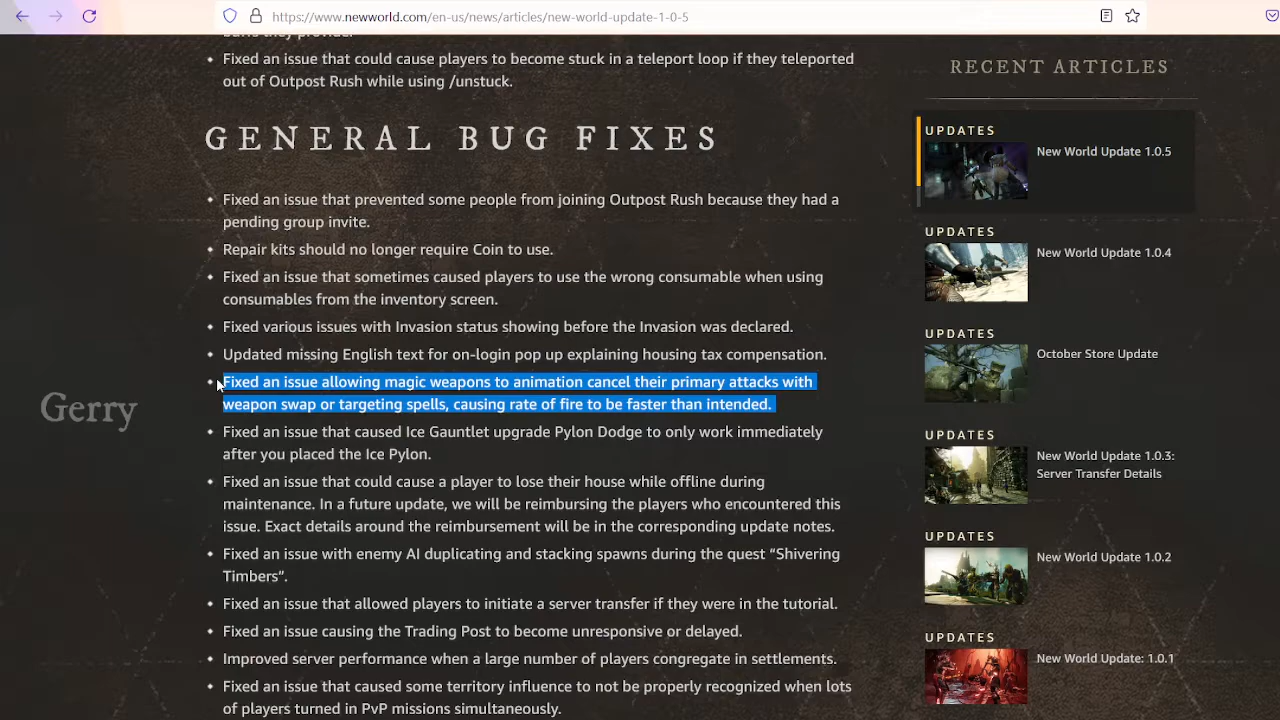 https://www.newworld.com/en-us/news/articles/new-world-update-1-0-5
buffs they provide.
Fixed an issue that could cause players to become stuck in a teleport loop if they teleported
out of Outpost Rush while using /unstuck.
GENERAL BUG FIXES
Fixed an issue that prevented some people from joining Outpost Rush because they had a
pending group invite.
Repair kits should no longer require Coin to use.
Fixed an issue that sometimes caused players to use the wrong consumable when using
consumables from the inventory screen.
Fixed various issues with Invasion status showing before the Invasion was declared.
Updated missing English text for on-login pop up explaining housing tax compensation.
Fixed an issue allowing magic weapons to animation cancel their primary attacks with
weapon swap or targeting spells, causing rate of fire to be faster than intended.
Fixed an issue that caused Ice Gauntlet upgrade Pylon Dodge to only work immediately
after you placed the Ice Pylon.
Fixed an issue that could cause a player to lose their house while offline during
maintenance. In a future update, we will be reimbursing the players who encountered this
issue. Exact details around the reimbursement will be in the corresponding update notes.
Fixed an issue with enemy AI duplicating and stacking spawns during the quest “Shivering
Timbers”.
Fixed an issue that allowed players to initiate a server transfer if they were in the tutorial.
Fixed an issue causing the Trading Post to become unresponsive or delayed.
Improved server performance when a large number of players congregate in settlements.
Fixed an issue that caused some territory influence to not be properly recognized when lots
of players turned in PvP missions simultaneously.
Gerry
RECENT ARTICLES
UPDATES
New World Update 1.0.5
UPDATES
New World Update 1.0.4
UPDATES
October Store Update
UPDATES
New World Update 1.0.3:
Server Transfer Details
UPDATES
New World Update 1.0.2
UPDATES
New World Update: 1.0.1